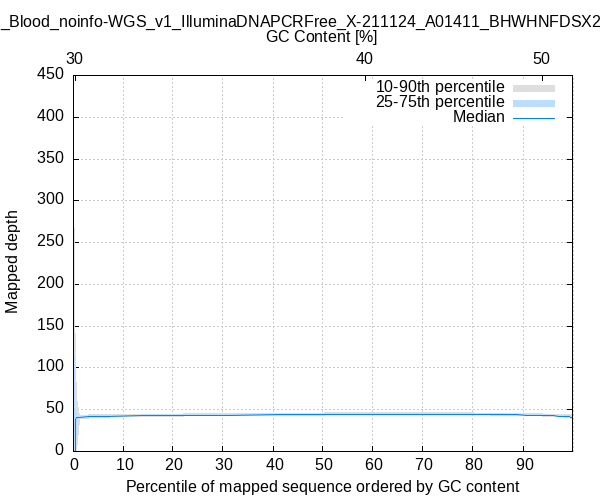 _Blood_noinfo-WGS_v1_IlluminaDNAPCRFree_X-211124_A01411_BHWHNFDSX2
GC Content [%]
30 40 50
450
400
350
300
250
200
150
100
50
0
10-90th percentile
25-75th percentile
Median
Mapped depth
0 10 20 30 40 50 60 70 80 90
Percentile of mapped sequence ordered by GC content